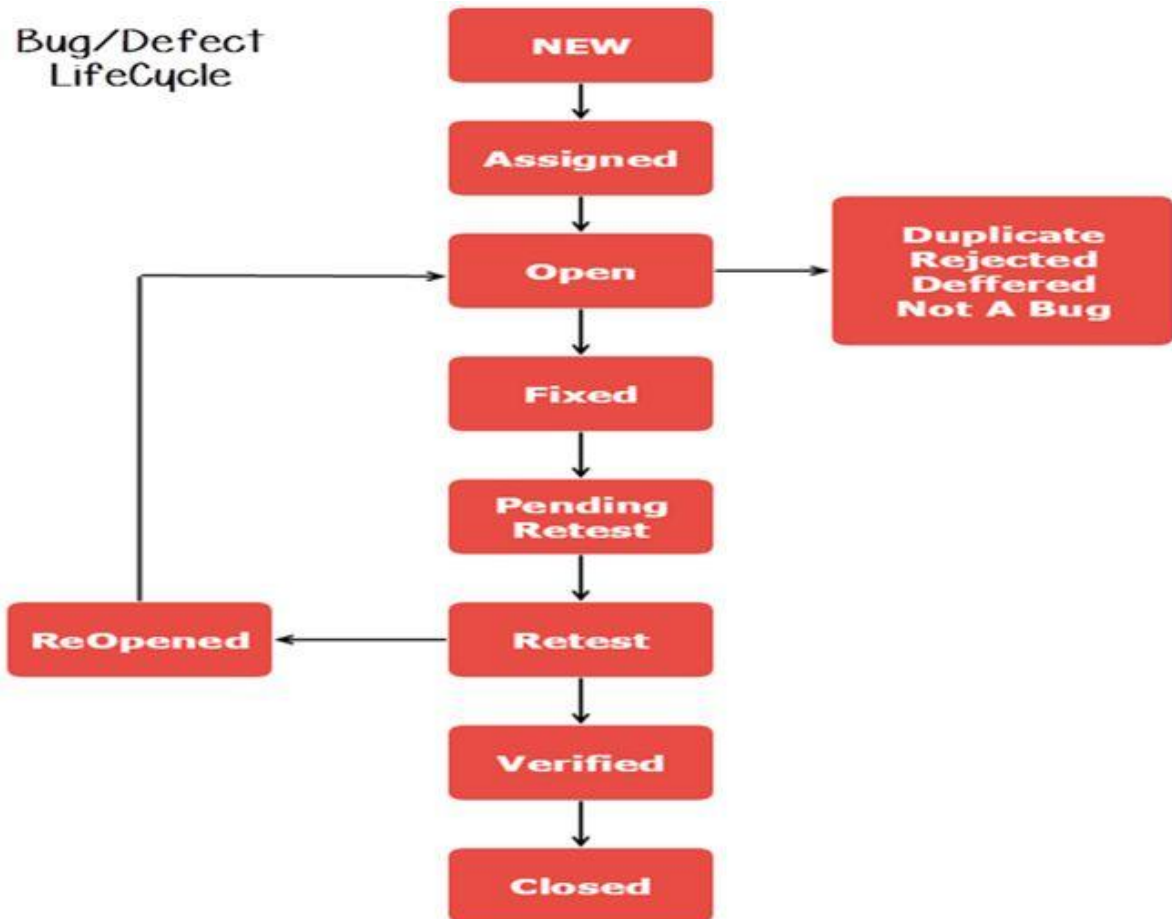 Bug/Defect
LifeCycle
NEW
Assigned
Open
Duplicate
Rejected
Deffered
Not A Bug
Fixed
Pending
Retest
ReOpened
Retest
Verified
Closed